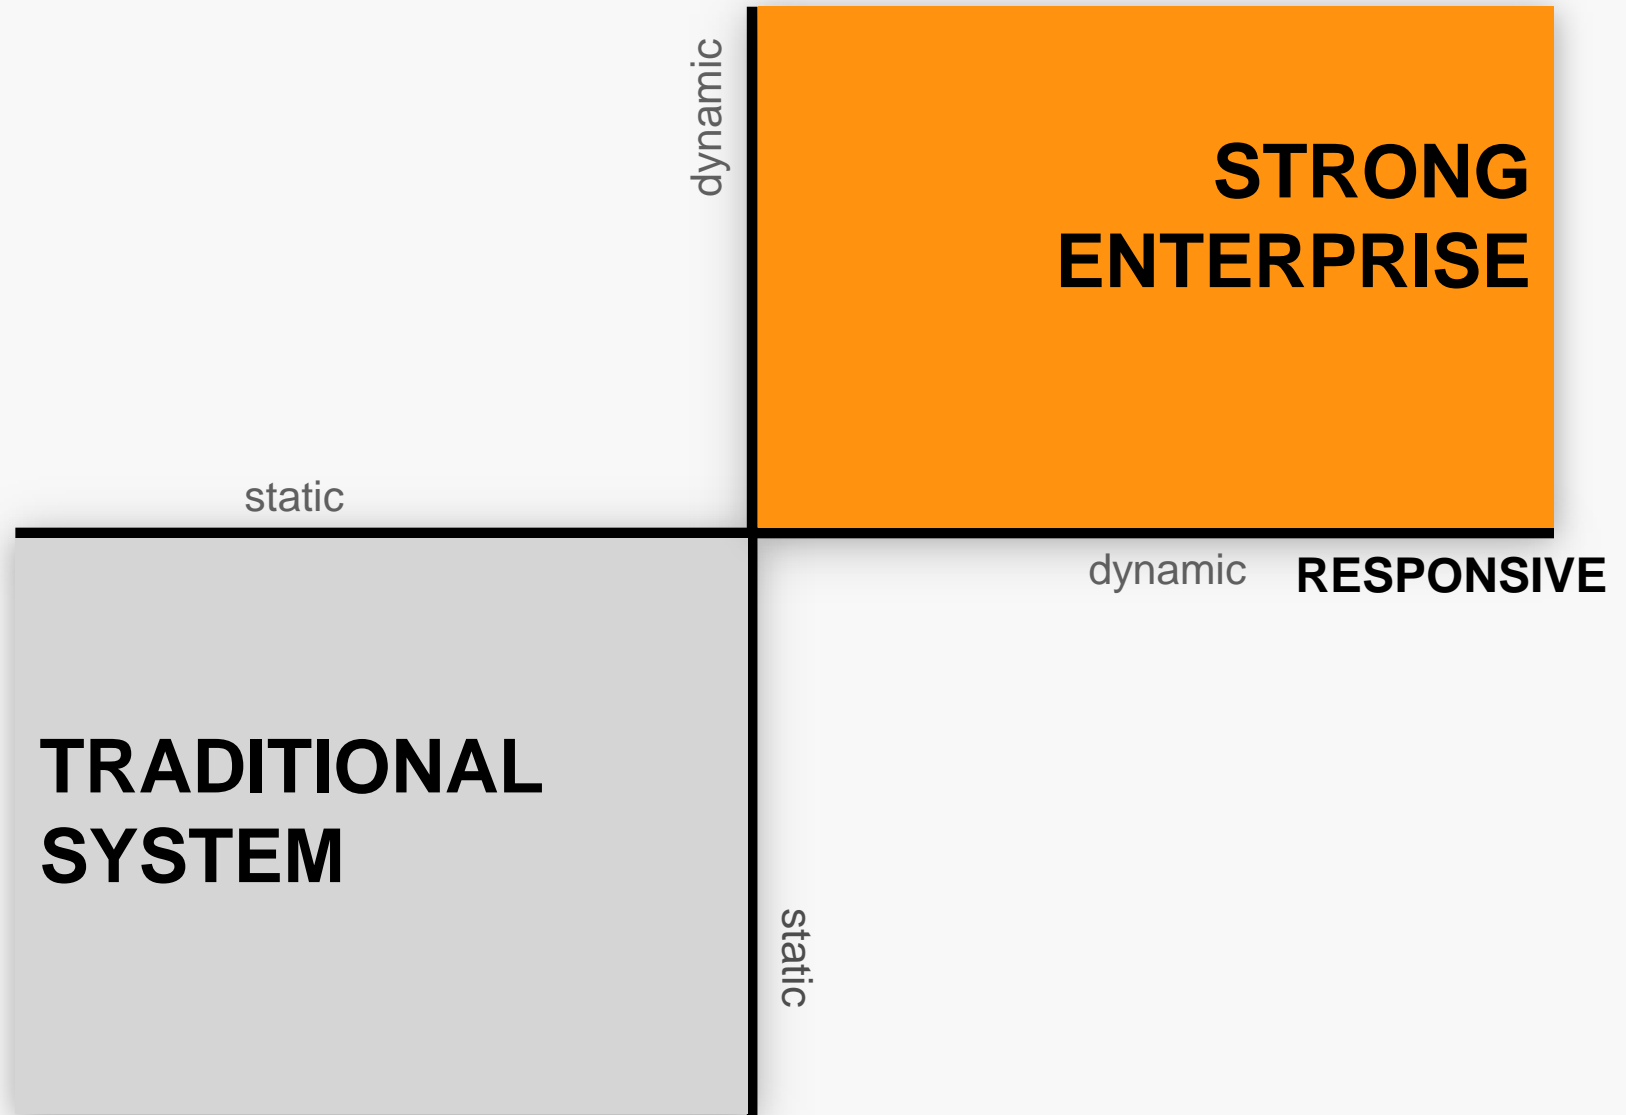 dynamic
STRONG
ENTERPRISE
static
dynamic RESPONSIVE
TRADITIONAL
SYSTEM
static